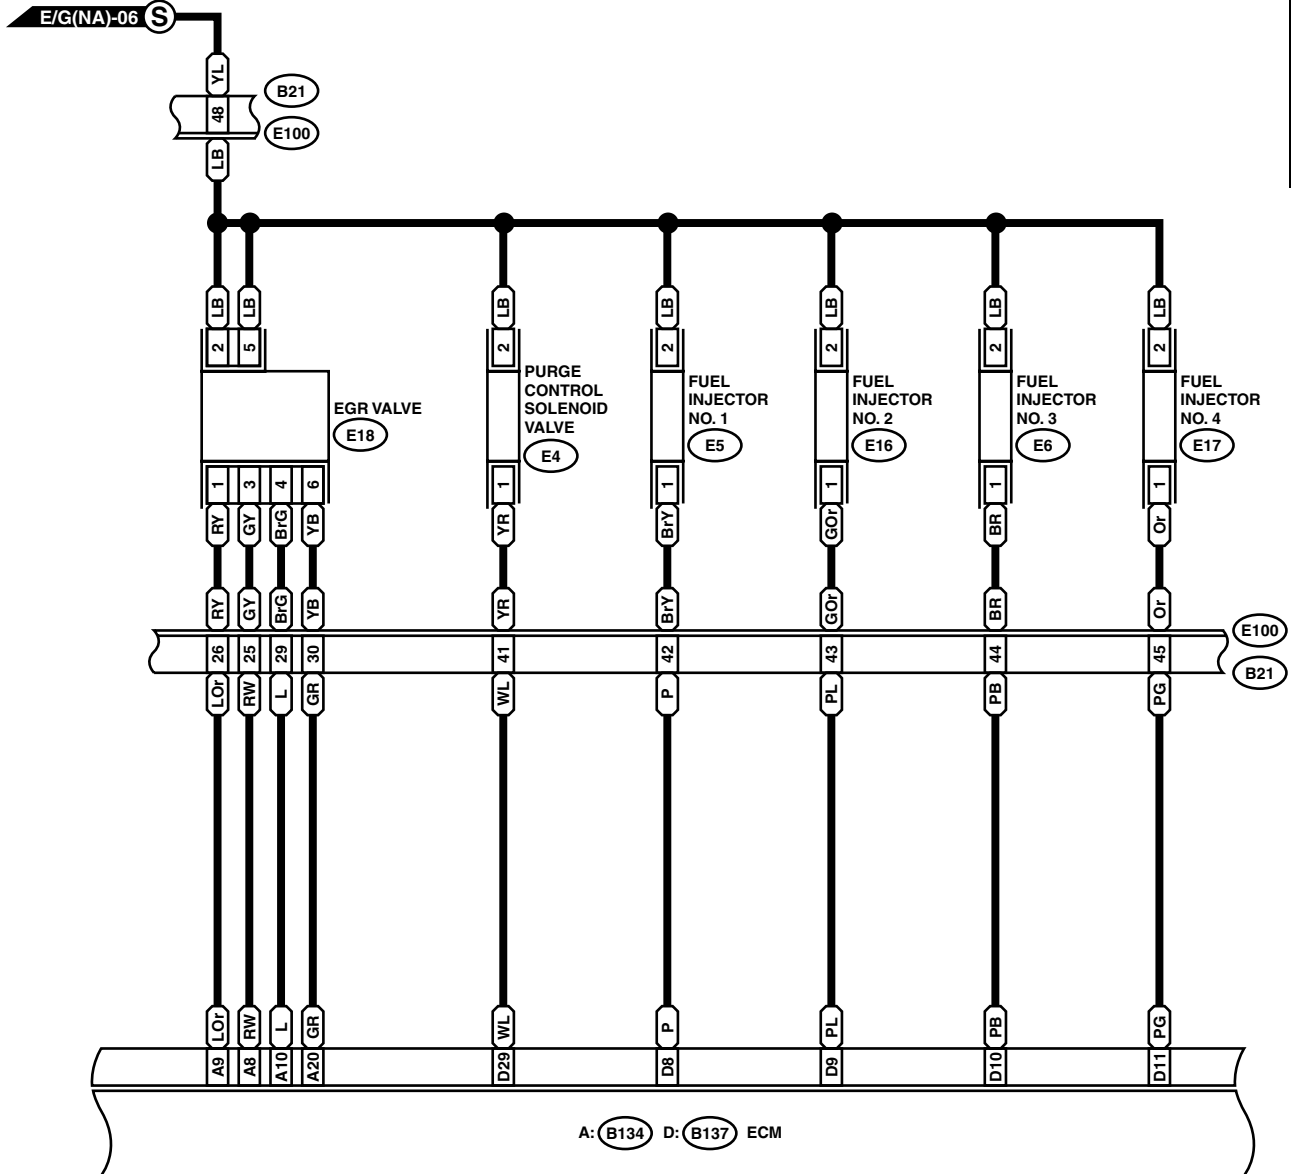 E/G(NA)-06 S
YL
48
B21
E100
LB
LB LB LB LB LB LB LB
2 5 2 2 2 2 2
EGR VALVE
E18
PURGE
CONTROL
SOLENOID
VALVE
E4
FUEL
INJECTOR
NO. 1
E5
FUEL
INJECTOR
NO. 2
E16
FUEL
INJECTOR
NO. 3
E6
FUEL
INJECTOR
NO. 4
E17
1 3 4 6 1 1 1 1 1
RY GY BrG YB YR BrY GOr BR Or
RY GY BrG YB YR BrY GOr BR Or
26 25 29 30 41 42 43 44 45
E100
B21
LOr RW L GR WL P PL PB PG
LOr RW L GR WL P PL PB PG
A9 A8 A10 A20 D29 D8 D9 D10 D11
A: B134 D: B137 ECM